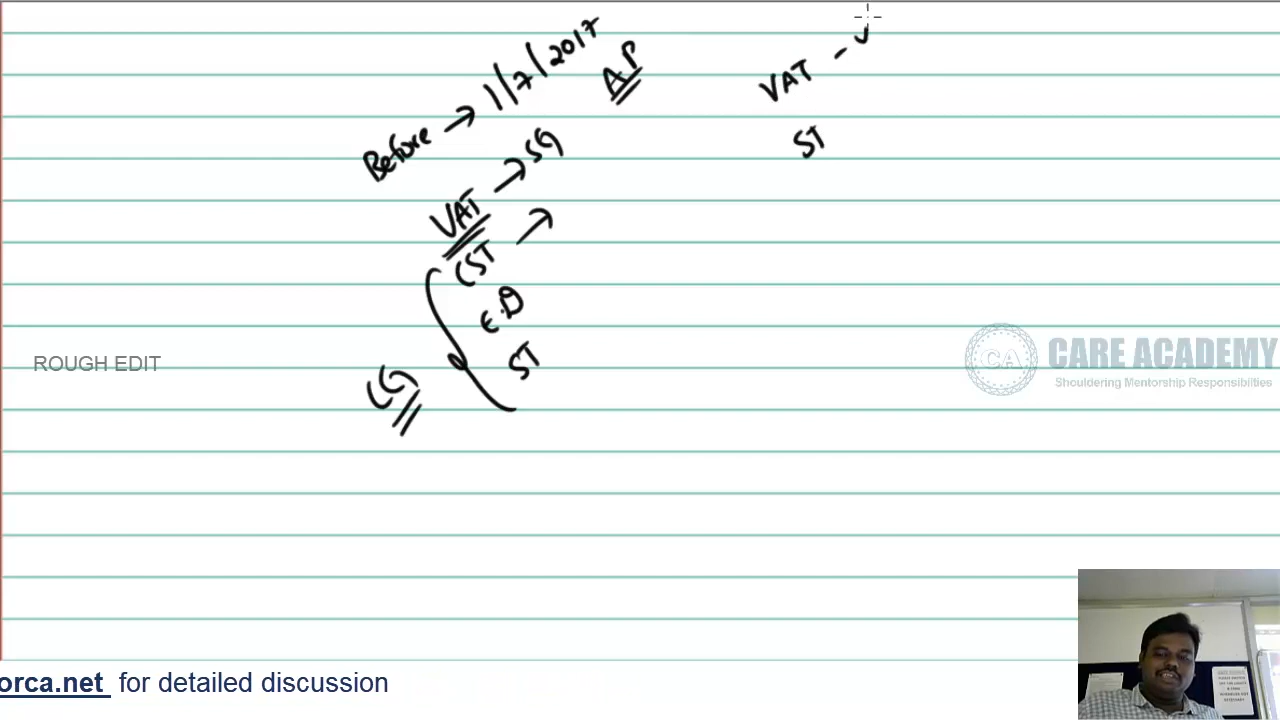 Before → 1/7/2017
AP
VAT → SG
CST →
E.D
ST
CG
VAT -
ST
ROUGH EDIT
CA
CARE ACADEMY
Shouldering Mentorship Responsibilities
orca.net for detailed discussion